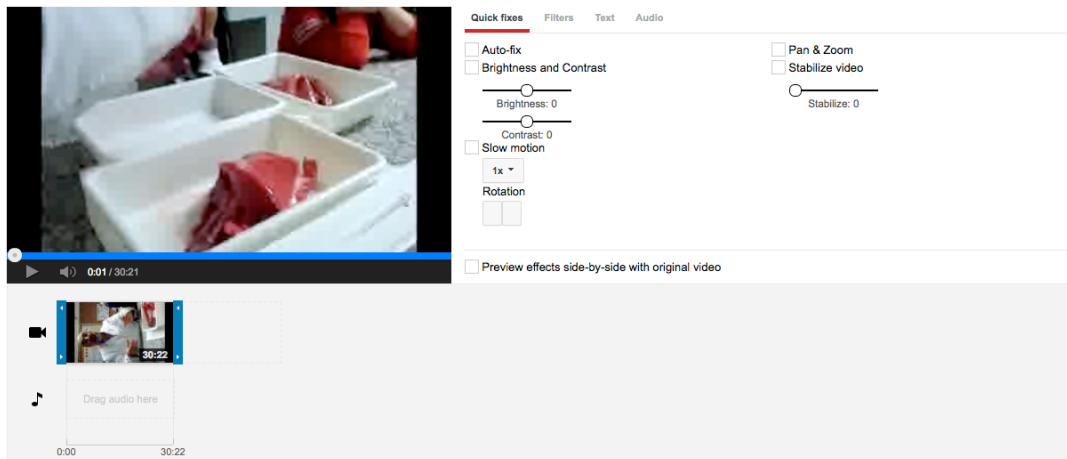 Quick fixes Filters Text Audio
Auto-fix
Pan & Zoom
Brightness and Contrast
Stabilize video
Brightness: 0
Stabilize: 0
Contrast: 0
Slow motion
1x
Rotation
0:01 / 30:21
Preview effects side-by-side with original video
30:22
Drag audio here
0:00 30:22